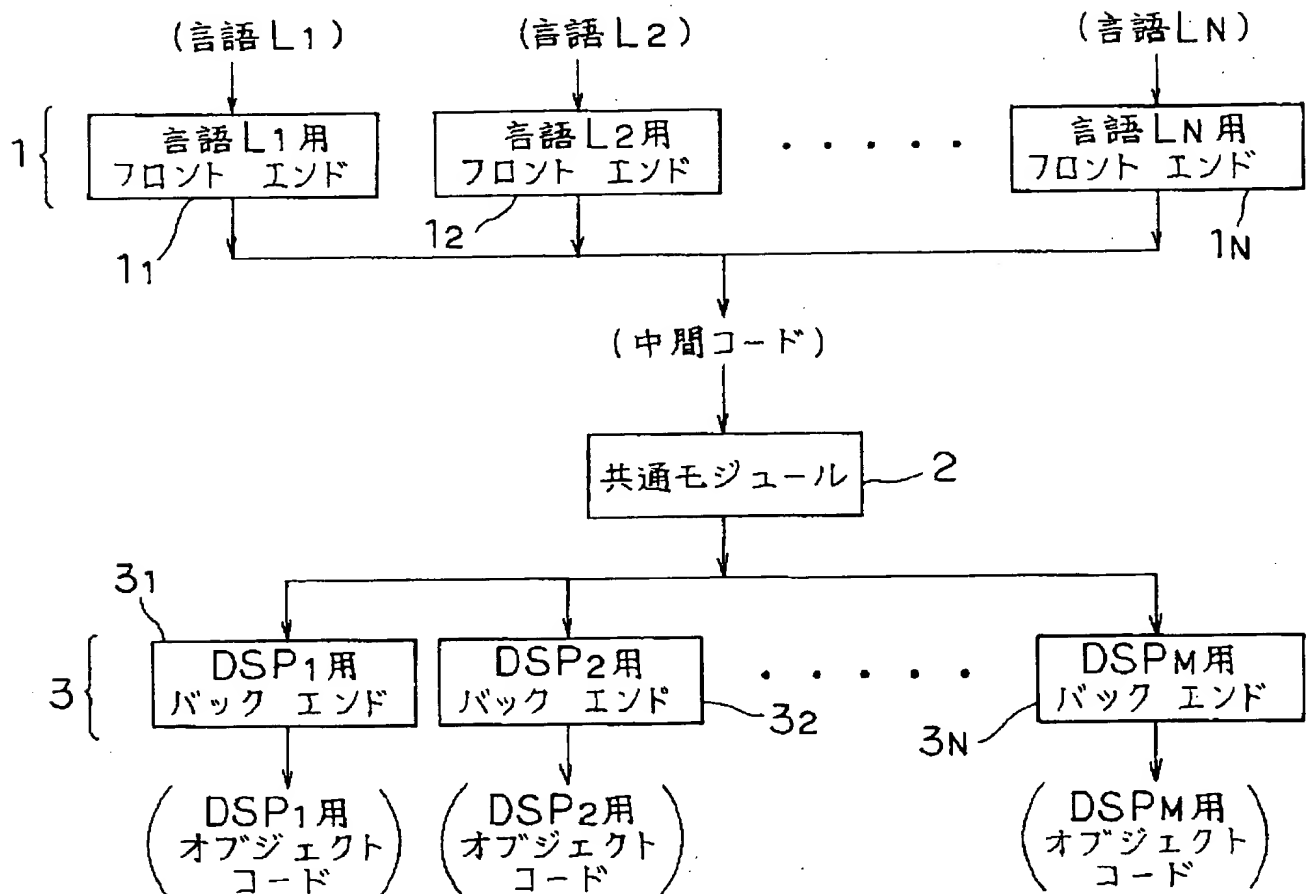 (言語L1)
(言語L2)
(言語LN)
1
言語L1用
フロント エンド
言語L2用
フロント エンド
言語LN用
フロント エンド
11
12
1N
(中間コード)
共通モジュール
2
31
3
DSP1用
バック エンド
DSP2用
バック エンド
DSPM用
バック エンド
32
3N
DSP1用
オブジェクト
コード
DSP2用
オブジェクト
コード
DSPM用
オブジェクト
コード